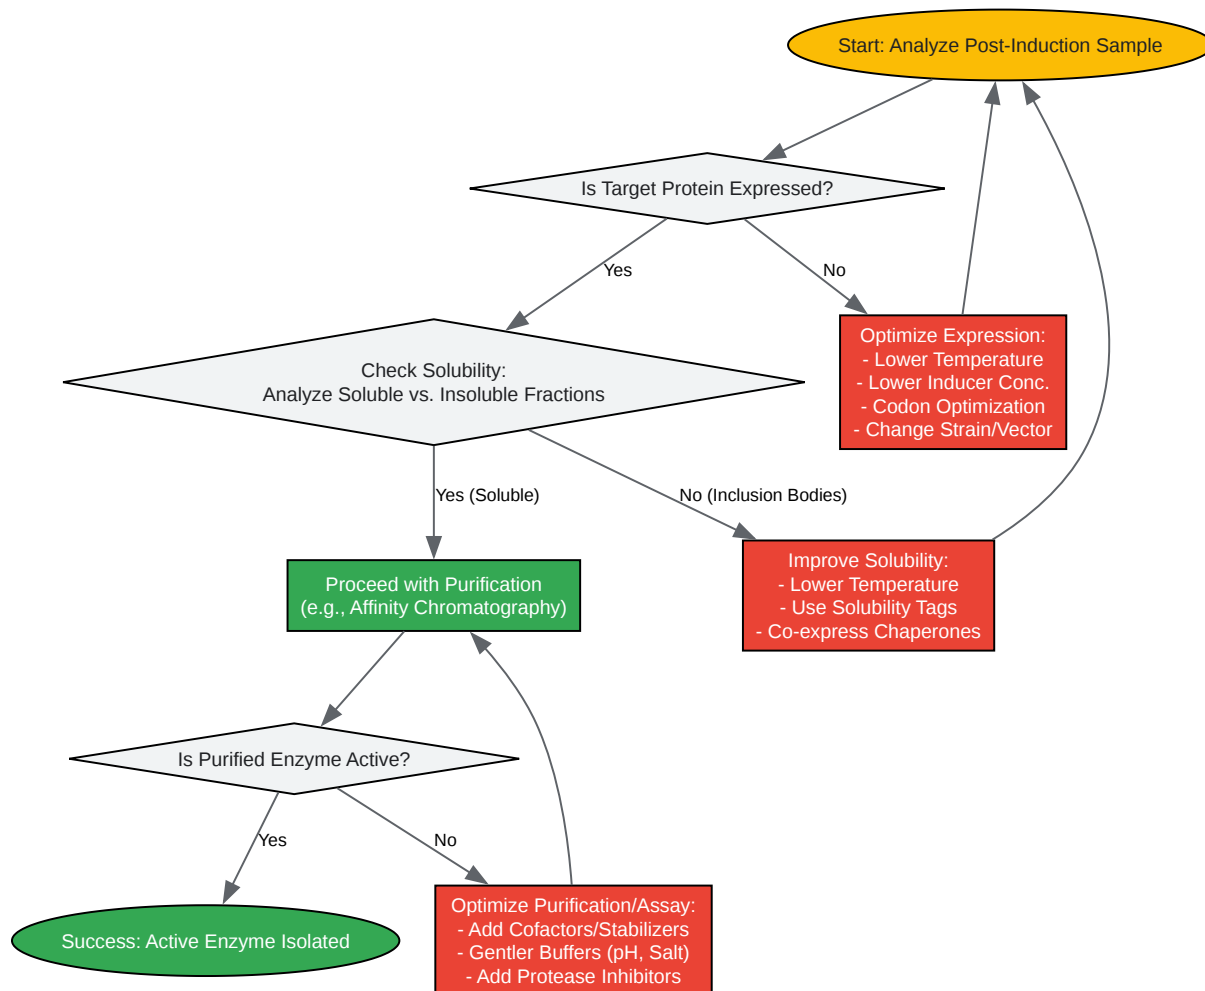 Start: Analyze Post-Induction Sample
Is Target Protein Expressed?
Yes
No
Optimize Expression:
- Lower Temperature
- Lower Inducer Conc.
- Codon Optimization
- Change Strain/Vector
Check Solubility:
Analyze Soluble vs. Insoluble Fractions
Yes (Soluble)
No (Inclusion Bodies)
Proceed with Purification
(e.g., Affinity Chromatography)
Improve Solubility:
- Lower Temperature
- Use Solubility Tags
- Co-express Chaperones
Is Purified Enzyme Active?
Yes
No
Success: Active Enzyme Isolated
Optimize Purification/Assay:
- Add Cofactors/Stabilizers
- Gentler Buffers (pH, Salt)
- Add Protease Inhibitors